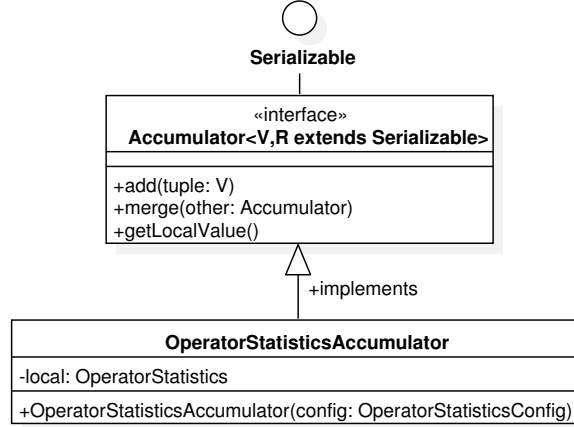 Serializable
«interface»
Accumulator<V,R extends Serializable>
+add(tuple: V)
+merge(other: Accumulator)
+getLocalValue()
+implements
OperatorStatisticsAccumulator
-local: OperatorStatistics
+OperatorStatisticsAccumulator(config: OperatorStatisticsConfig)